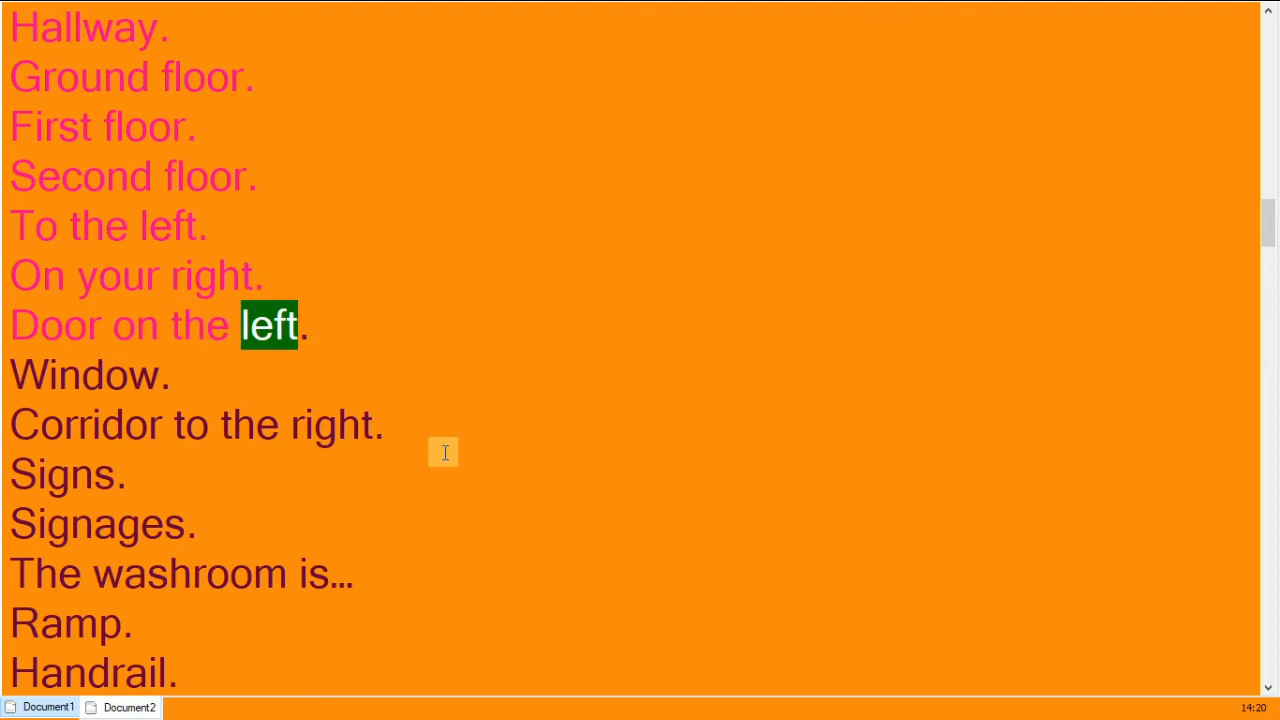 Hallway.
Ground floor.
First floor.
Second floor.
To the left.
On your right.
Door on the left.
Window.
Corridor to the right.
Signs.
Signages.
The washroom is...
Ramp.
Handrail.
Document1 Document2 14:20